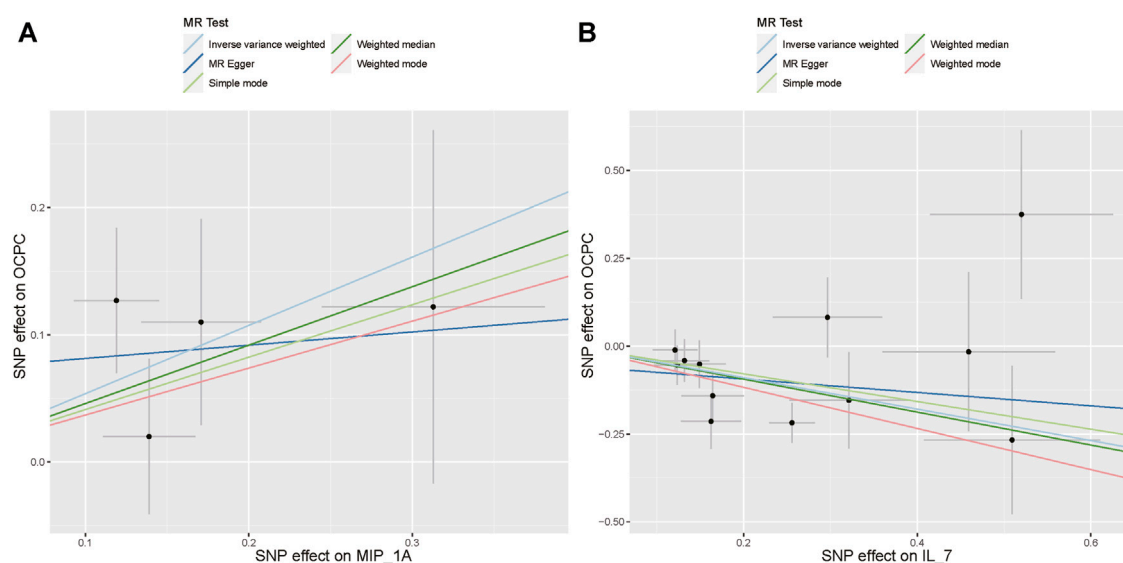 A
MR Test
Inverse variance weighted
MR Egger
Simple mode
Weighted median
Weighted mode
SNP effect on OCPC
0.2
0.1
0.0
0.1
0.2
0.3
SNP effect on MIP_1A
B
MR Test
Inverse variance weighted
MR Egger
Simple mode
Weighted median
Weighted mode
SNP effect on OCPC
0.50
0.25
0.00
−0.25
−0.50
0.2
0.4
0.6
SNP effect on IL_7